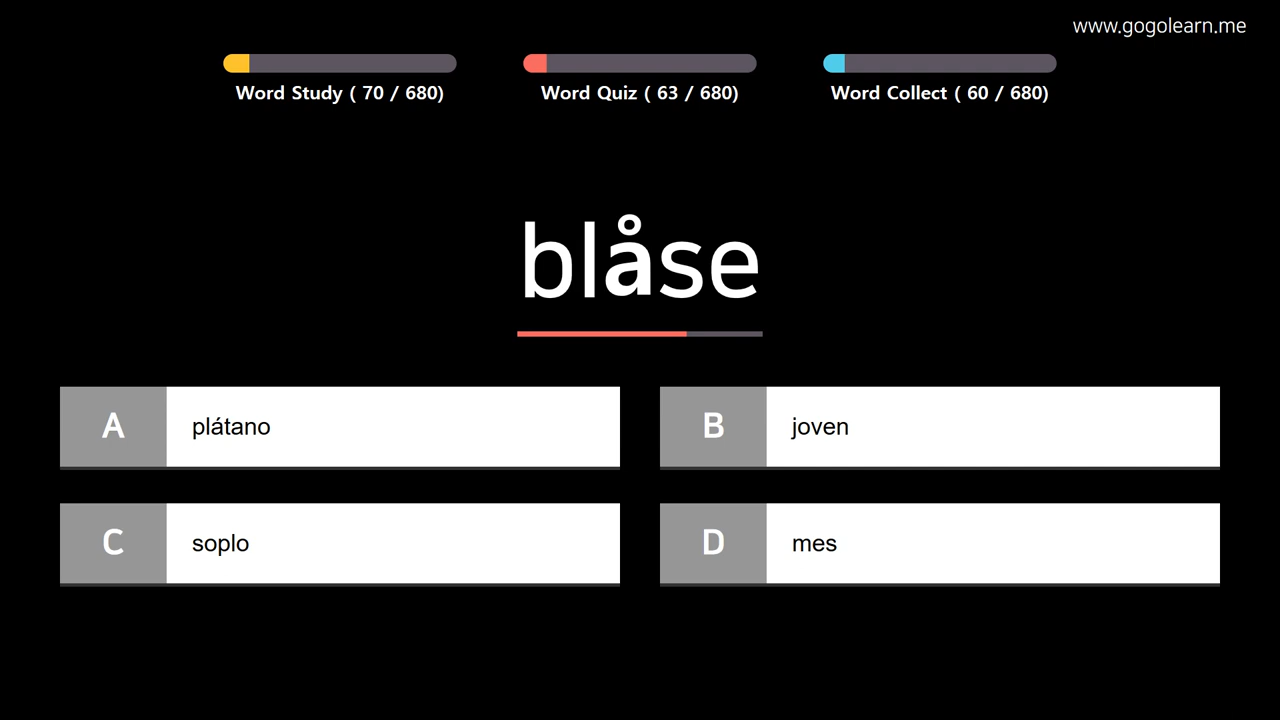 www.gogolearn.me
Word Study ( 70 / 680)
Word Quiz ( 63 / 680)
Word Collect ( 60 / 680)
blåse
A
plátano
B
joven
C
soplo
D
mes